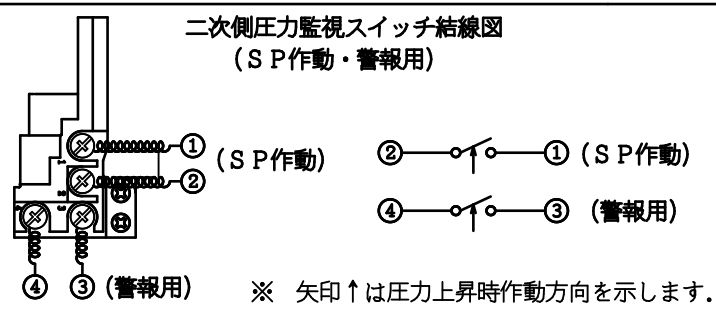 二次側圧力監視スイッチ結線図
(SP作動・警報用)
① (SP作動)
②
④ ③ (警報用)
② ① (SP作動)
④ ③ (警報用)
※ 矢印↑は圧力上昇時作動方向を示します。